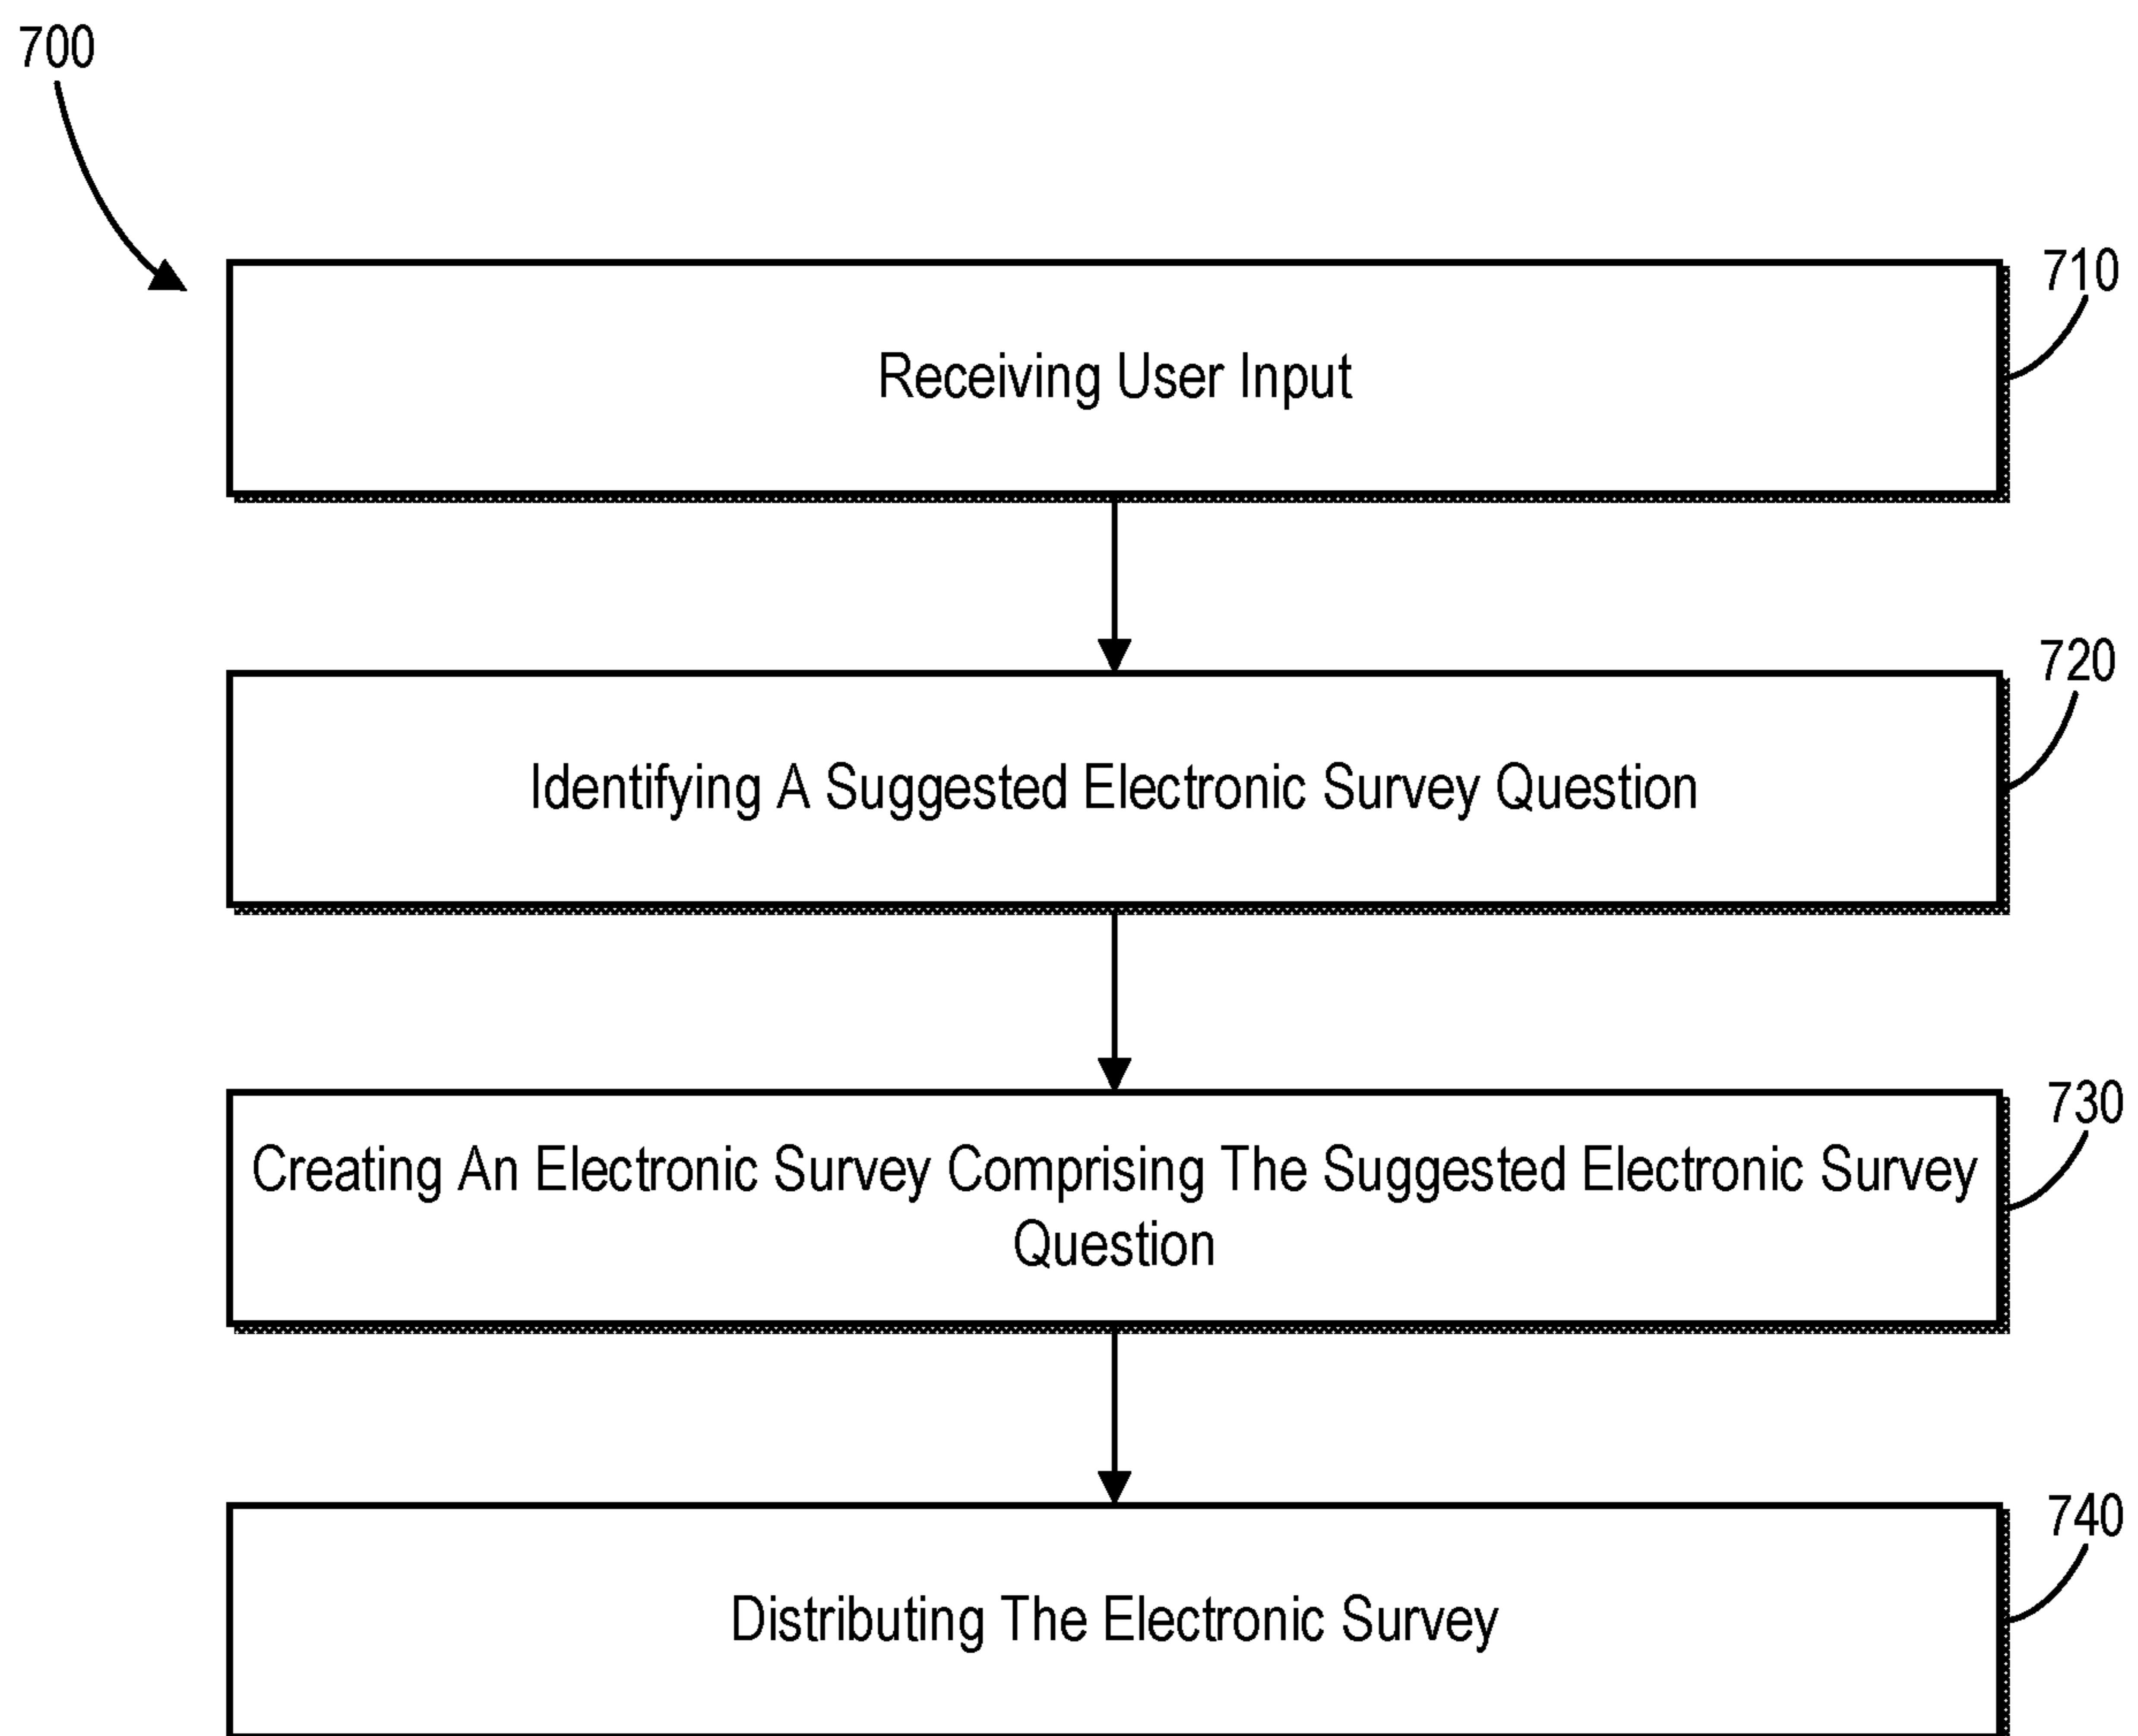 700
710
Receiving User Input
720
Identifying A Suggested Electronic Survey Question
730
Creating An Electronic Survey Comprising The Suggested Electronic Survey
Question
740
Distributing The Electronic Survey